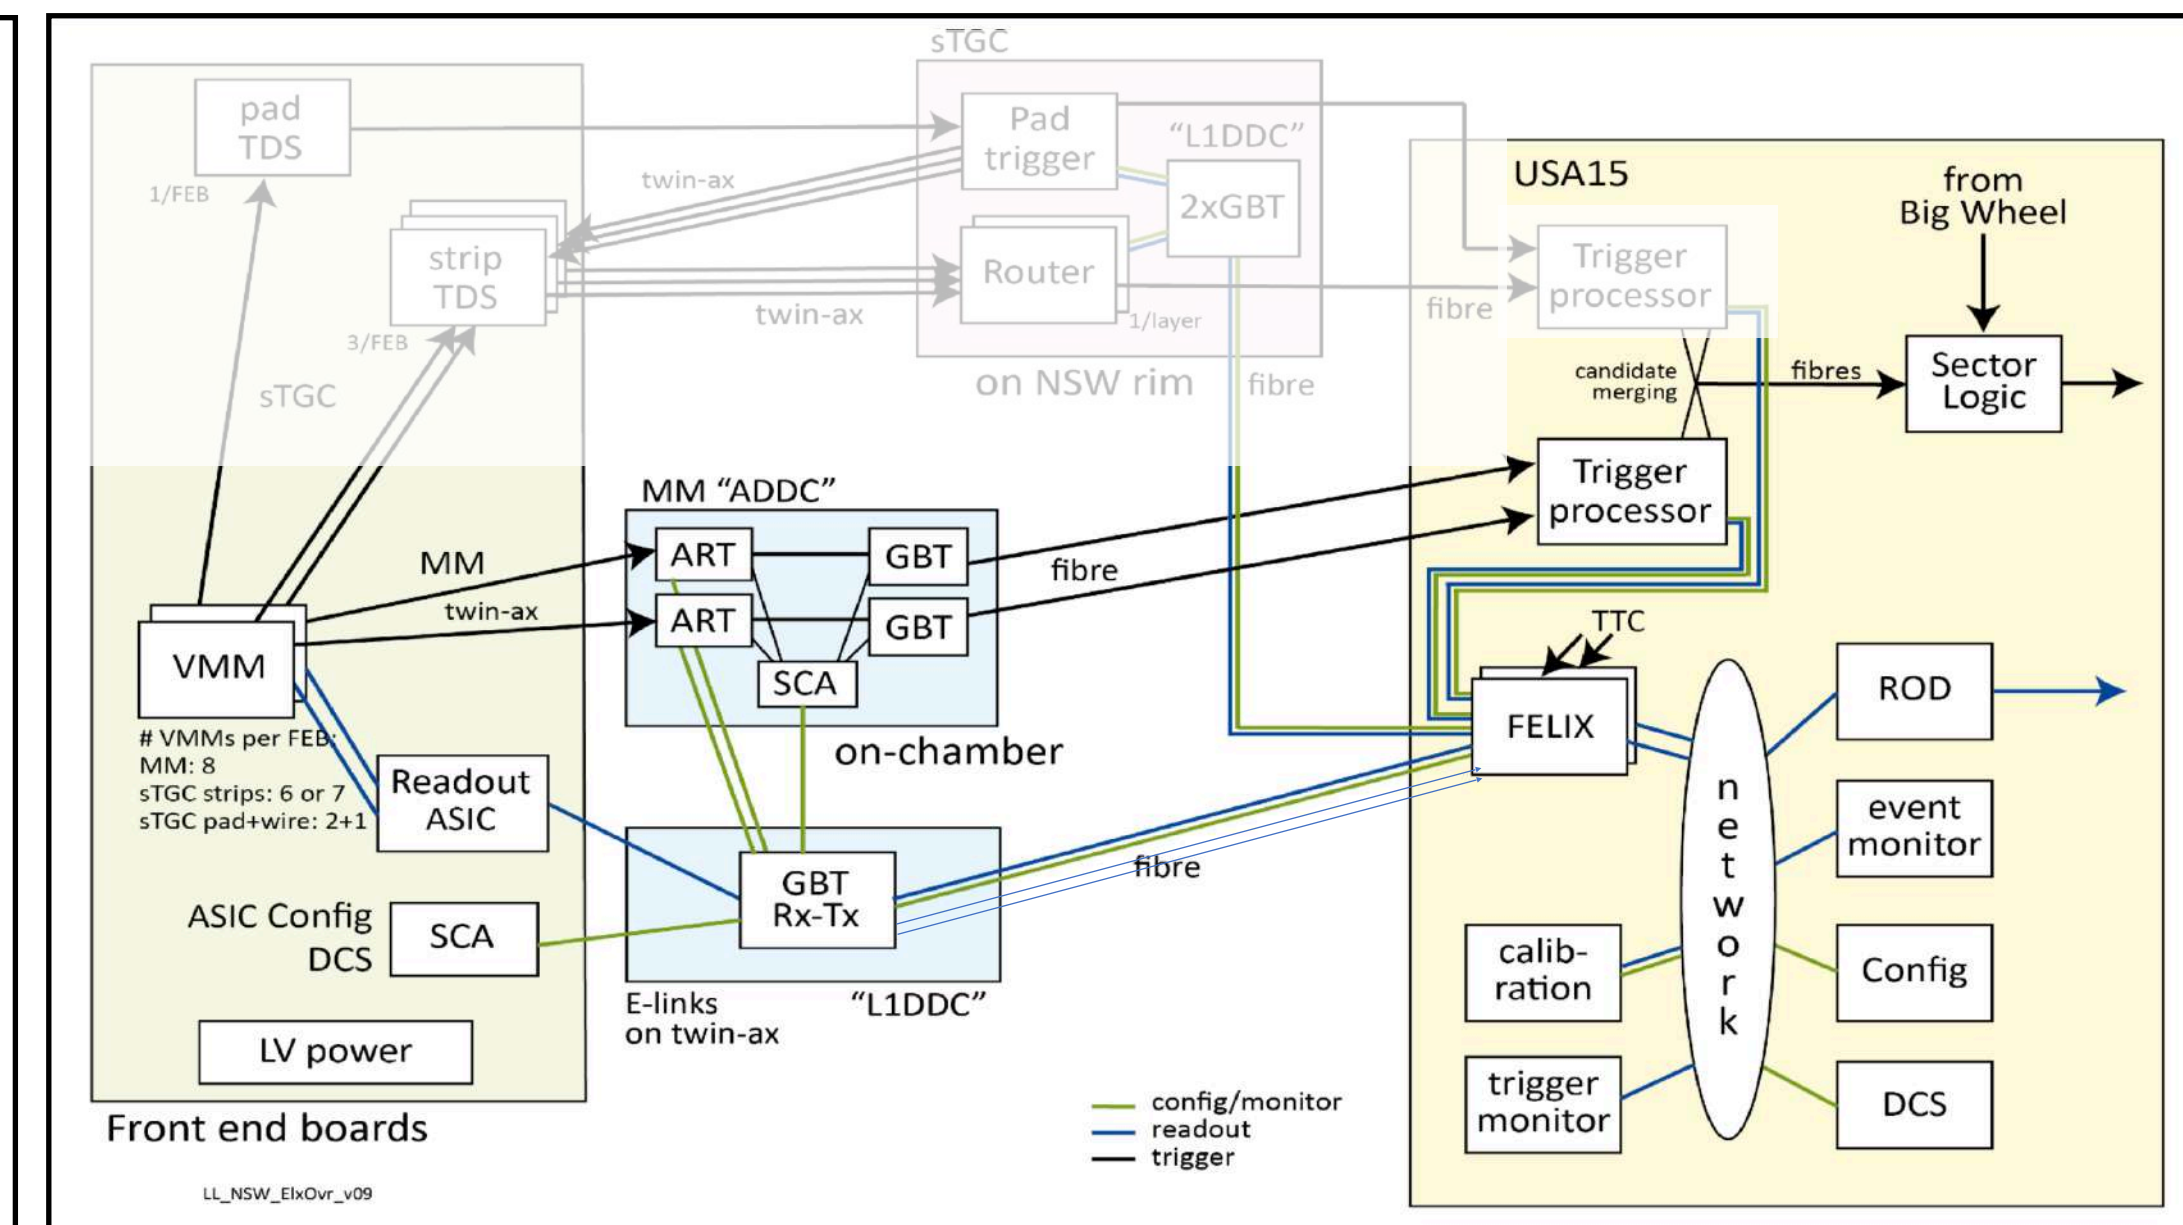 sTGC
pad
TDS
1/FEB
strip
TDS
3/FEB
sTGC
twin-ax
twin-ax
Pad
trigger
"L1DDC"
2xGBT
Router
1/layer
on NSW rim
fibre
fibre
USA15
Trigger
processor
from
Big Wheel
candidate
merging
fibres
Sector
Logic
Trigger
processor
MM "ADDC"
ART
GBT
ART
GBT
SCA
MM
twin-ax
fibre
on-chamber
VMM
# VMMs per FEB:
MM: 8
sTGC strips: 6 or 7
sTGC pad+wire: 2+1
Readout
ASIC
ASIC Config
DCS
SCA
LV power
Front end boards
LL_NSW_ElxOvr_v09
GBT
Rx-Tx
E-links
on twin-ax
"L1DDC"
fibre
TTC
FELIX
network
ROD
event
monitor
calib-
ration
Config
trigger
monitor
DCS
config/monitor
readout
trigger